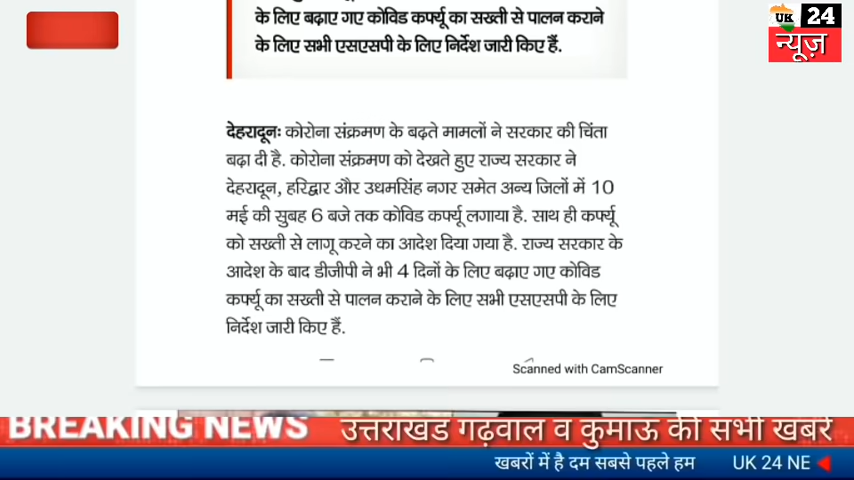 के लिए बढ़ाए गए कोविड कर्फ्यू का सख्ती से पालन कराने
के लिए सभी एसएसपी के लिए निर्देश जारी किए हैं.
UK 24
न्यूज़
देहरादूनः कोरोना संक्रमण के बढ़ते मामलों ने सरकार की चिंता
बढ़ा दी है. कोरोना संक्रमण को देखते हुए राज्य सरकार ने
देहरादून, हरिद्वार और उधमसिंह नगर समेत अन्य जिलों में 10
मई की सुबह 6 बजे तक कोविड कर्फ्यू लगाया है. साथ ही कर्फ्यू
को सख्ती से लागू करने का आदेश दिया गया है. राज्य सरकार के
आदेश के बाद डीजीपी ने भी 4 दिनों के लिए बढ़ाए गए कोविड
कर्फ्यू का सख्ती से पालन कराने के लिए सभी एसएसपी के लिए
निर्देश जारी किए हैं.
Scanned with CamScanner
BREAKING NEWS उत्तराखंड गढ़वाल व कुमाऊ की सभी खबरें
खबरों में है दम सबसे पहले हम UK 24 NE